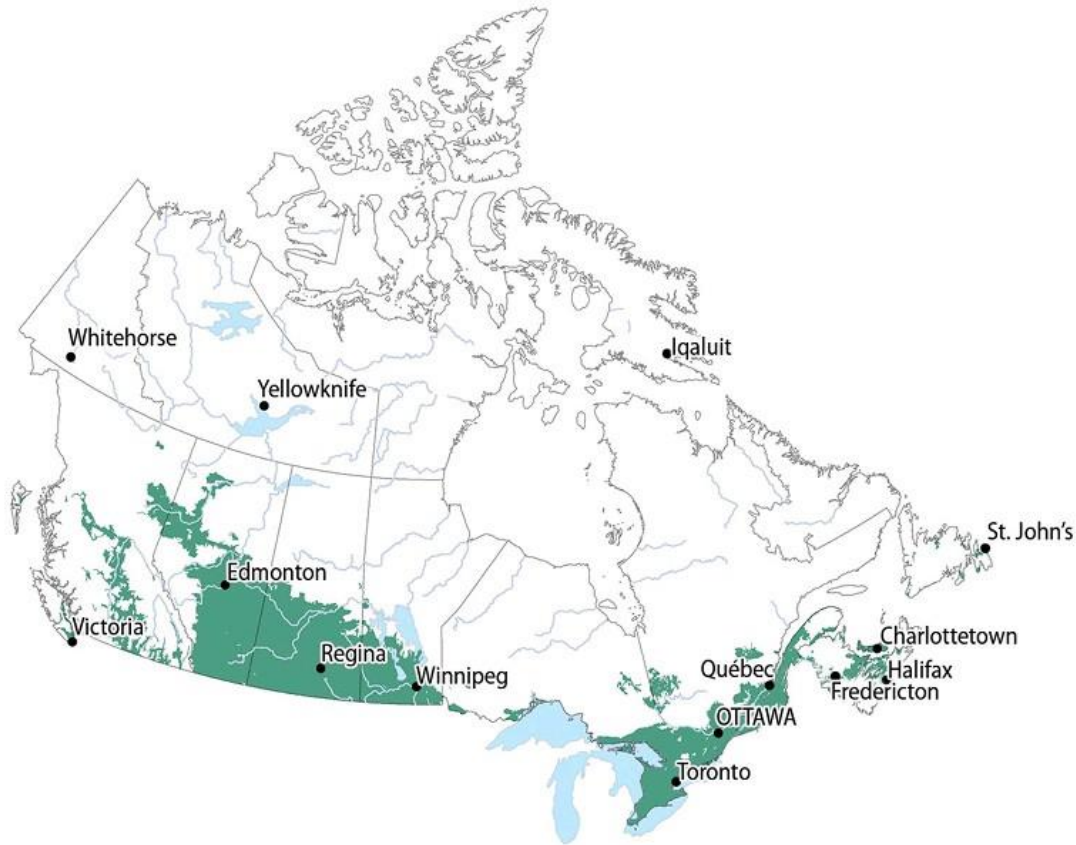 Whitehorse
Iqaluit
Yellowknife
St. John's
Edmonton
Victoria
Charlottetown
Regina
Québec
Halifax
Winnipeg
Fredericton
OTTAWA
Toronto